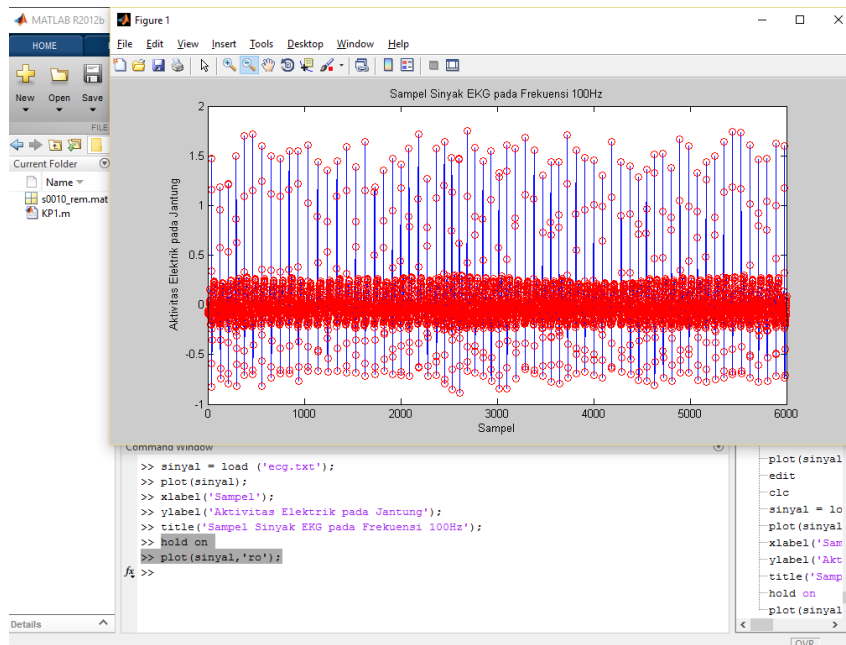 MATLAB R2012b
Figure 1
HOME
File Edit View Insert Tools Desktop Window Help
New Open Save
FILE
Current Folder
Name
s0010_rem.mat
KP1.m
Details
Sampel Sinyak EKG pada Frekuensi 100Hz
Aktivitas Elektrik pada Jantung
2
1.5
1
0.5
0
-0.5
-1
0 1000 2000 3000 4000 5000 6000
Sampel
Command Window
>> sinyal = load ('ecg.txt');
>> plot(sinyal);
>> xlabel('Sampel');
>> ylabel('Aktivitas Elektrik pada Jantung');
>> title('Sampel Sinyak EKG pada Frekuensi 100Hz');
>> hold on
>> plot(sinyal,'ro');
fx >>
plot(sinyal
edit
clc
sinyal = lo
plot(sinyal
xlabel('Sam
ylabel('Akt
title('Samp
hold on
plot(sinyal
OVR